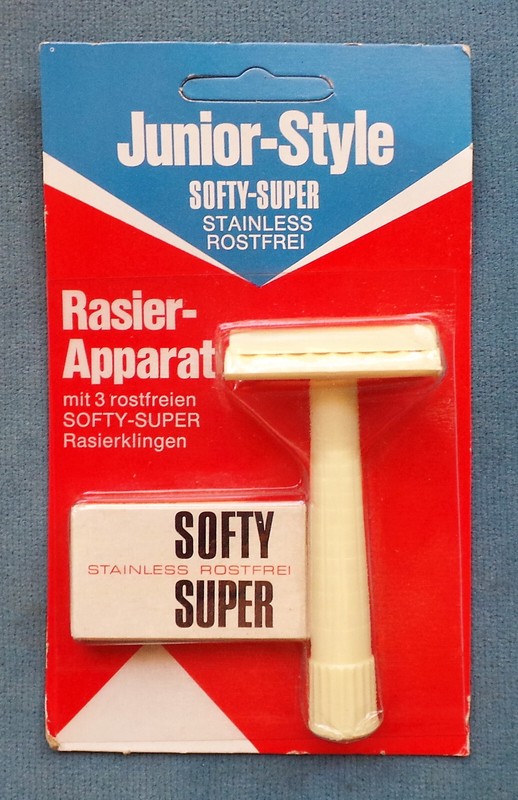 Junior-Style
SOFTY-SUPER
STAINLESS
ROSTFREI
Rasier-
Apparat
mit 3 rostfreien
SOFTY-SUPER
Rasierklingen
SOFTY
STAINLESS ROSTFREI
SUPER